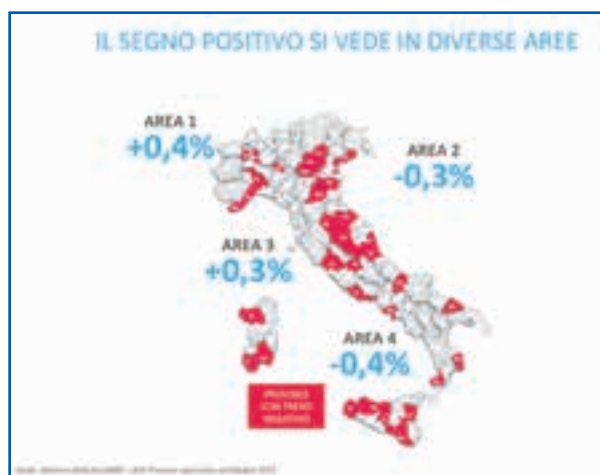 IL SEGNO POSITIVO SI VEDE IN DIVERSE AREE
AREA 1
+0,4%
AREA 2
-0,3%
AREA 3
+0,3%
AREA 4
-0,4%
PROVINCE
CON TREND
NEGATIVO